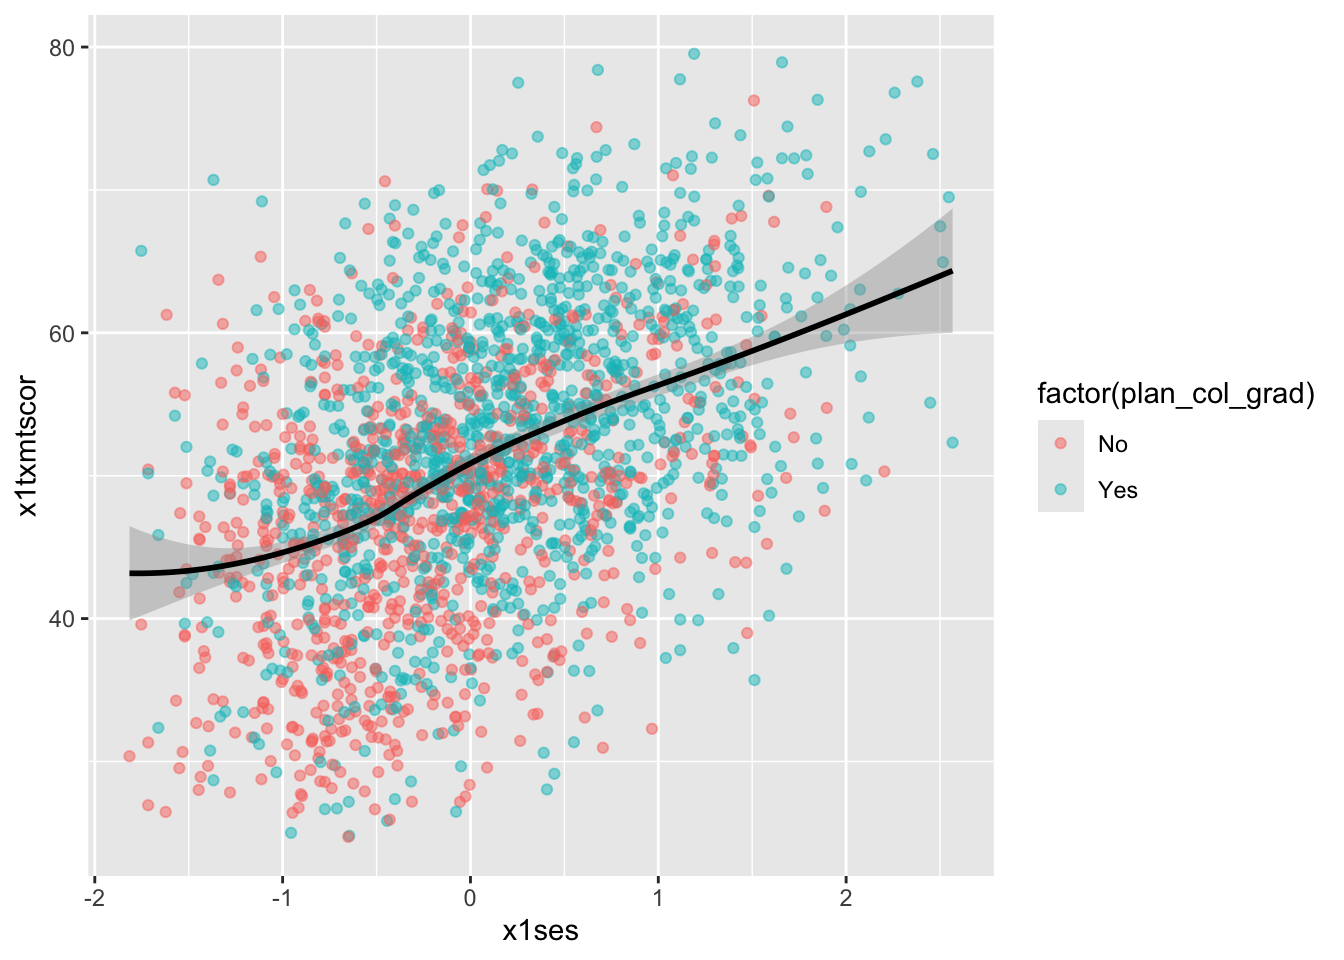 80
60
40
x1txmtscor
-2 -1 0 1 2
x1ses
factor(plan_col_grad)
No
Yes